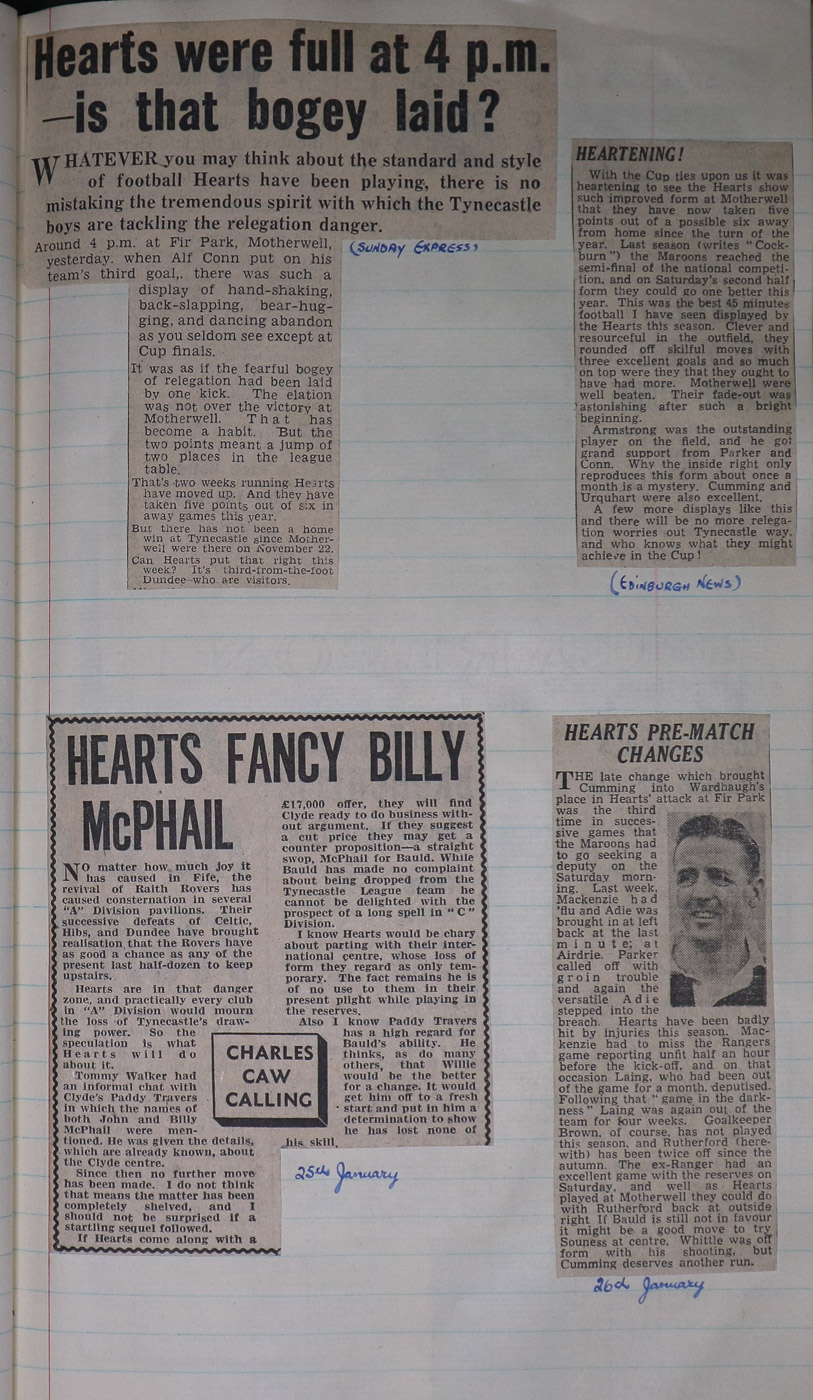 Hearts were full at 4 p.m.
—is that bogey laid?
WHATEVER you may think about the standard and style
of football Hearts have been playing, there is no
mistaking the tremendous spirit with which the Tynecastle
boys are tackling the relegation danger.
Around 4 p.m. at Fir Park, Motherwell,
yesterday, when Alf Conn put on his
team's third goal, there was such a
display of hand-shaking,
back-slapping, bear-hug-
ging, and dancing abandon
as you seldom see except at
Cup finals.
It was as if the fearful bogey
of relegation had been laid
by one kick. The elation
was not over the victory at
Motherwell. That has
become a habit. But the
two points meant a jump of
two places in the league
table.
That's two weeks running Hearts
have moved up. And they have
taken five points out of six in
away games this year.
But there has not been a home
win at Tynecastle since Mother-
well were there on November 22.
Can Hearts put that right this
week? It's third-from-the-foot
Dundee who are visitors.
(SUNDAY EXPRESS)
HEARTENING!
With the Cup ties upon us it was
heartening to see the Hearts show
such improved form at Motherwell
that they have now taken five
points out of a possible six away
from home since the turn of the
year. Last season (writes "Cock-
burn") the Maroons reached the
semi-final of the national competi-
tion, and on Saturday's second half
form they could go one better this
year. This was the best 45 minutes
football I have seen displayed by
the Hearts this season. Clever and
resourceful in the outfield, they
rounded off skilful moves with
three excellent goals and so much
on top were they that they ought to
have had more. Motherwell were
well beaten. Their fade-out was
astonishing after such a bright
beginning.
Armstrong was the outstanding
player on the field, and he got
grand support from Parker and
Conn. Why the inside right only
reproduces this form about once a
month is a mystery. Cumming and
Urquhart were also excellent.
A few more displays like this
and there will be no more relega-
tion worries out Tynecastle way,
and who knows what they might
achieve in the Cup!
(EDINBURGH NEWS)
HEARTS FANCY BILLY
McPHAIL
NO matter how much joy it
has caused in Fife, the
revival of Raith Rovers has
caused consternation in several
"A" Division pavilions. Their
successive defeats of Celtic,
Hibs, and Dundee have brought
realisation that the Rovers have
as good a chance as any of the
present last half-dozen to keep
upstairs.
Hearts are in that danger
zone, and practically every club
in "A" Division would mourn
the loss of Tynecastle's draw-
ing power. So the
speculation is what
Hearts will do
about it.
Tommy Walker had
an informal chat with
Clyde's Paddy Travers
in which the names of
both John and Billy
McPhail were men-
tioned. He was given the details,
which are already known, about
the Clyde centre.
Since then no further move
has been made. I do not think
that means the matter has been
completely shelved, and I
should not be surprised if a
startling sequel followed.
If Hearts come along with a
£17,000 offer, they will find
Clyde ready to do business with-
out argument. If they suggest
a cut price they may get a
counter proposition—a straight
swop, McPhail for Bauld. While
Bauld has made no complaint
about being dropped from the
Tynecastle League team he
cannot be delighted with the
prospect of a long spell in "C"
Division.
I know Hearts would be chary
about parting with their inter-
national centre, whose loss of
form they regard as only tem-
porary. The fact remains he is
of no use to them in their
present plight while playing in
the reserves.
Also I know Paddy Travers
has a high regard for
Bauld's ability. He
thinks, as do many
others, that Willie
would be the better
for a change. It would
get him off to a fresh
start and put in him a
determination to show
he has lost none of
his skill.
CHARLES
CAW
CALLING
25th January
HEARTS PRE-MATCH
CHANGES
THE late change which brought
Cumming into Wardhaugh's
place in Hearts' attack at Fir Park
was the third
time in succes-
sive games that
the Maroons had
to go seeking a
deputy on the
Saturday morn-
ing. Last week,
Mackenzie had
'flu and Adie was
brought in at left
back at the last
minute; at
Airdrie. Parker
called off with
groin trouble
and again the
versatile Adie
stepped into the
breach. Hearts have been badly
hit by injuries this season. Mac-
kenzie had to miss the Rangers
game reporting unfit half an hour
before the kick-off, and on that
occasion Laing, who had been out
of the game for a month, deputised.
Following that "game in the dark-
ness" Laing was again out of the
team for four weeks. Goalkeeper
Brown, of course, has not played
this season, and Rutherford (here-
with) has been twice off since the
autumn. The ex-Ranger had an
excellent game with the reserves on
Saturday, and well as Hearts
played at Motherwell they could do
with Rutherford back at outside
right. If Bauld is still not in favour
it might be a good move to try
Souness at centre. Whittle was off
form with his shooting, but
Cumming deserves another run.
26th January